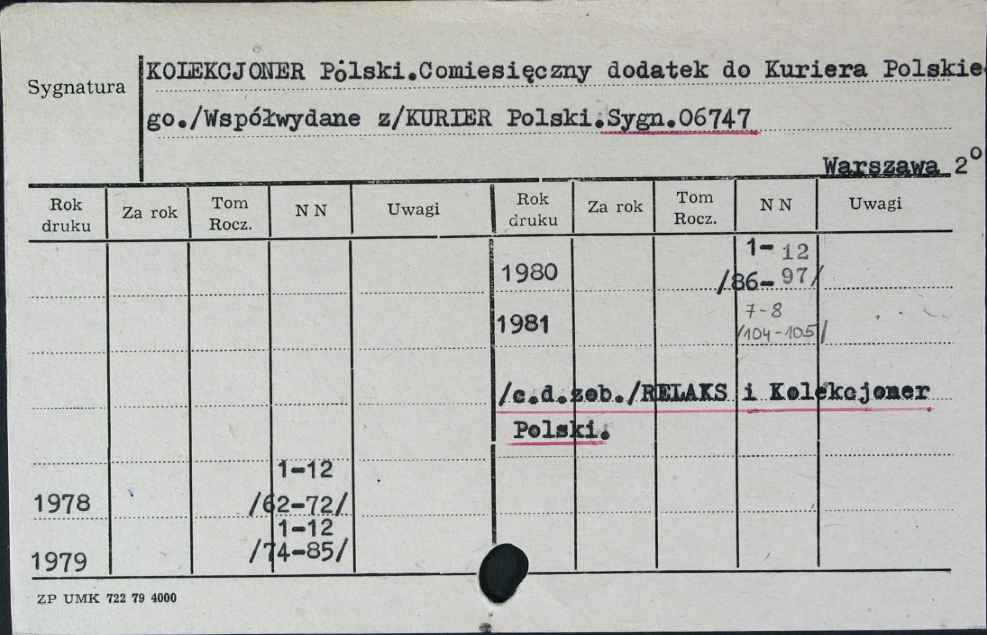 Sygnatura
KOLEKCJONER Polski.Comiesięczny dodatek do Kuriera Polskie
go./Współwydane z/KURIER Polski.Sygn.06747
Warszawa 2°
Rok druku Za rok Tom Rocz. N N Uwagi Rok druku Za rok Tom Rocz. N N Uwagi
1980 1-12
/86-97/
1981 7-8
/104-105/
/c.d.zob./RELAKS i Kolekcjoner
Polski.
1978 1-12
/62-72/
1979 1-12
/74-85/
ZP UMK 722 79 4000